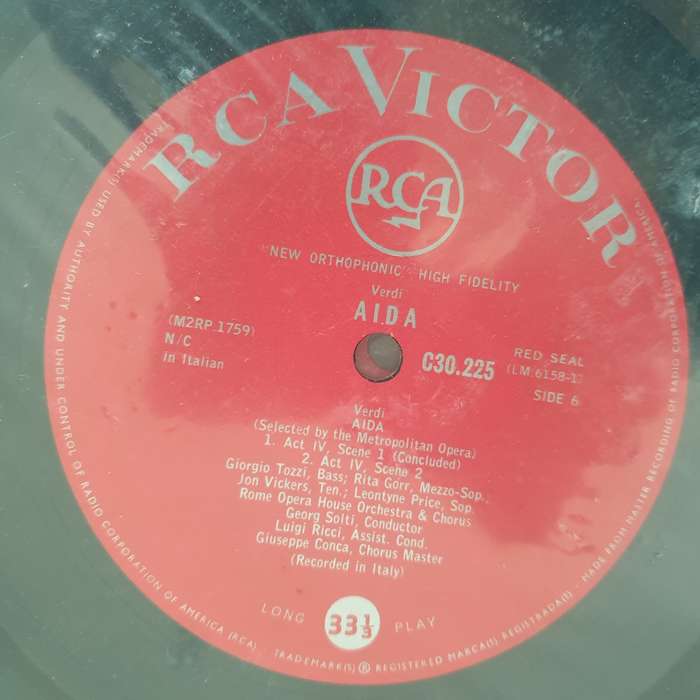 RCA VICTOR
RCA
"NEW ORTHOPHONIC" HIGH FIDELITY
Verdi
AIDA
(M2RP 1759)
N/C
in Italian
C30.225
RED SEAL
(LM.6158-1
SIDE 6
Verdi
AIDA
(Selected by the Metropolitan Opera)
1. Act IV, Scene 1 (Concluded)
2. Act IV, Scene 2
Giorgio Tozzi, Bass; Rita Gorr, Mezzo-Sop.;
Jon Vickers, Ten.; Leontyne Price, Sop.
Rome Opera House Orchestra & Chorus
Georg Solti, Conductor
Luigi Ricci, Assist. Cond.
Giuseppe Conca, Chorus Master
(Recorded in Italy)
LONG 33⅓ PLAY
TRADEMARK(S) USED BY AUTHORITY AND UNDER CONTROL OF RADIO CORPORATION OF AMERICA (RCA)
TRADEMARK(S) ® REGISTERED MARCA(S) REGISTRADA(S) - MADE FROM MASTER RECORDING OF RADIO CORPORATION OF AMERICA